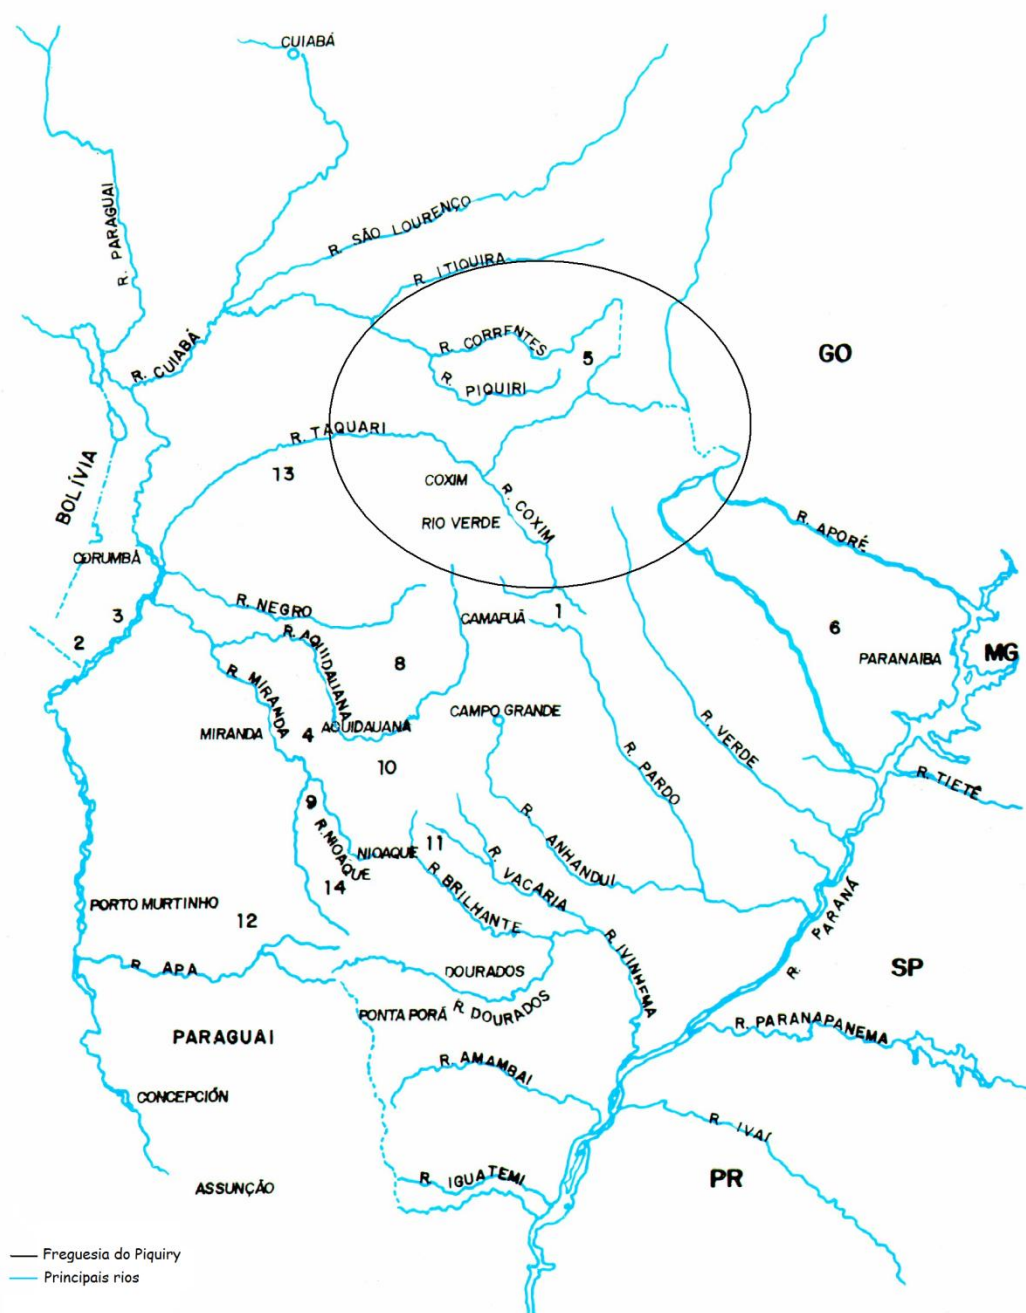 CUIABÁ
R. PARAGUAI
R. SÃO LOURENÇO
R. ITIQUIRA
R. CUIABÁ
R. CORRENTES
5
GO
R. PIQUIRI
R. TAQUARI
13
BOLÍVIA
COXIM
R. COXIM
RIO VERDE
R. APORÉ
CORUMBÁ
R. NEGRO
3
2
CAMAPUÃ
1
6
R. AQUIDAUANA
8
PARANAIBA
MG
R. MIRANDA
MIRANDA
4
AQUIDAUANA
CAMPO GRANDE
10
R. VERDE
R. PARDO
R. TIETÊ
9
R. NIOAQUE
NIOAQUE
11
R. ANHANDUÍ
R. VACARIA
14
R. BRILHANTE
PORTO MURTINHO
12
R. PARANÁ
R. IVINHEMA
R. APA
DOURADOS
SP
PONTA PORÃ
R. DOURADOS
R. PARANAPANEMA
PARAGUAI
R. AMAMBAI
CONCEPCIÓN
R. IVAÍ
ASSUNÇÃO
R. IGUATEMI
PR
Freguesia do Piquiry
Principais rios